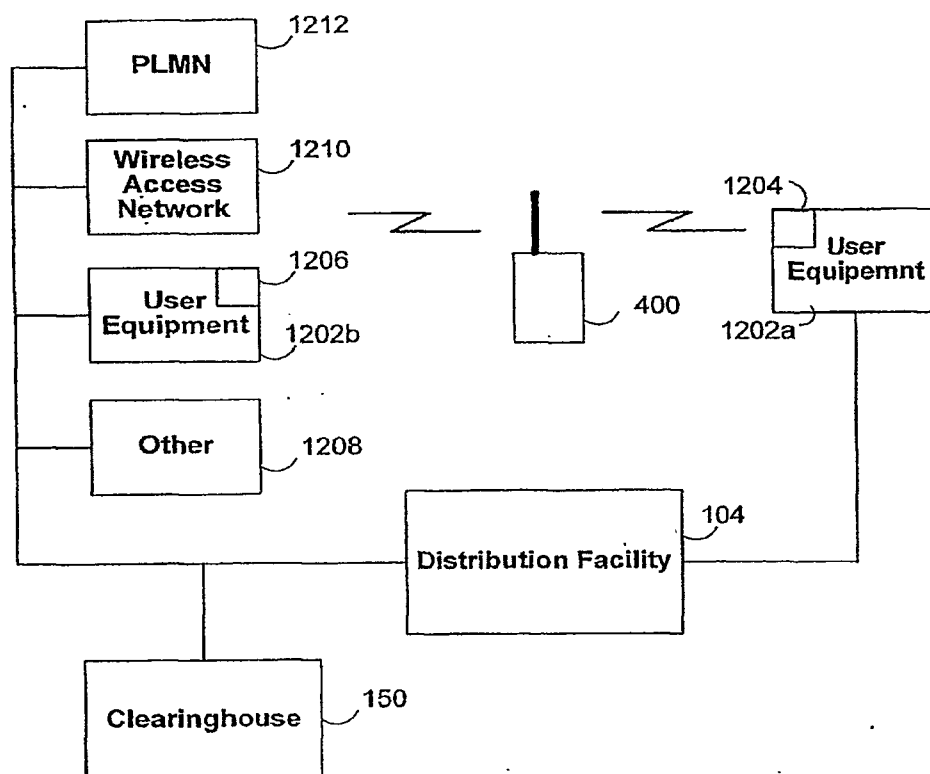 1212
PLMN
1210
Wireless
Access
Network
1204
User
Equipemnt
1202a
1206
User
Equipment
1202b
400
Other
1208
104
Distribution Facility
150
Clearinghouse